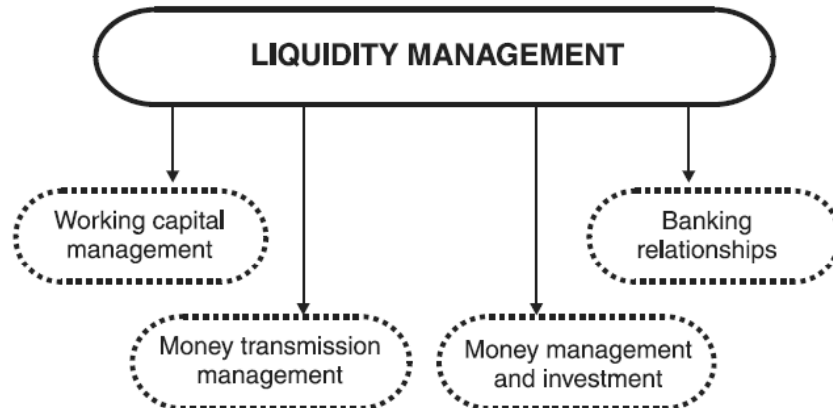 LIQUIDITY MANAGEMENT
Working capital
management
Banking
relationships
Money transmission
management
Money management
and investment